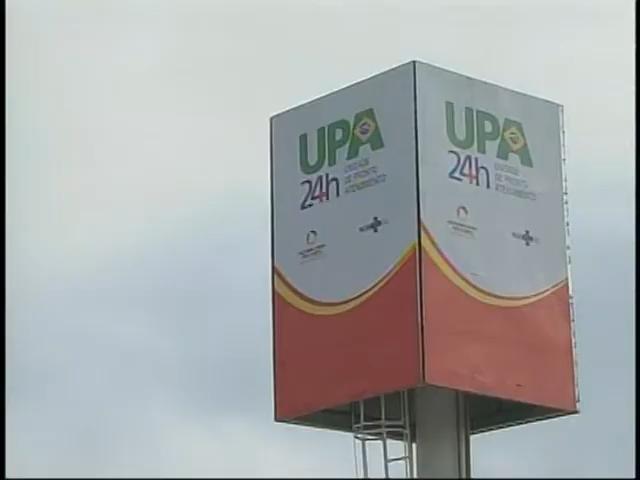 UPA
24h
UNIDADE
DE PRONTO
ATENDIMENTO
UPA
24h
UNIDADE
DE PRONTO
ATENDIMENTO